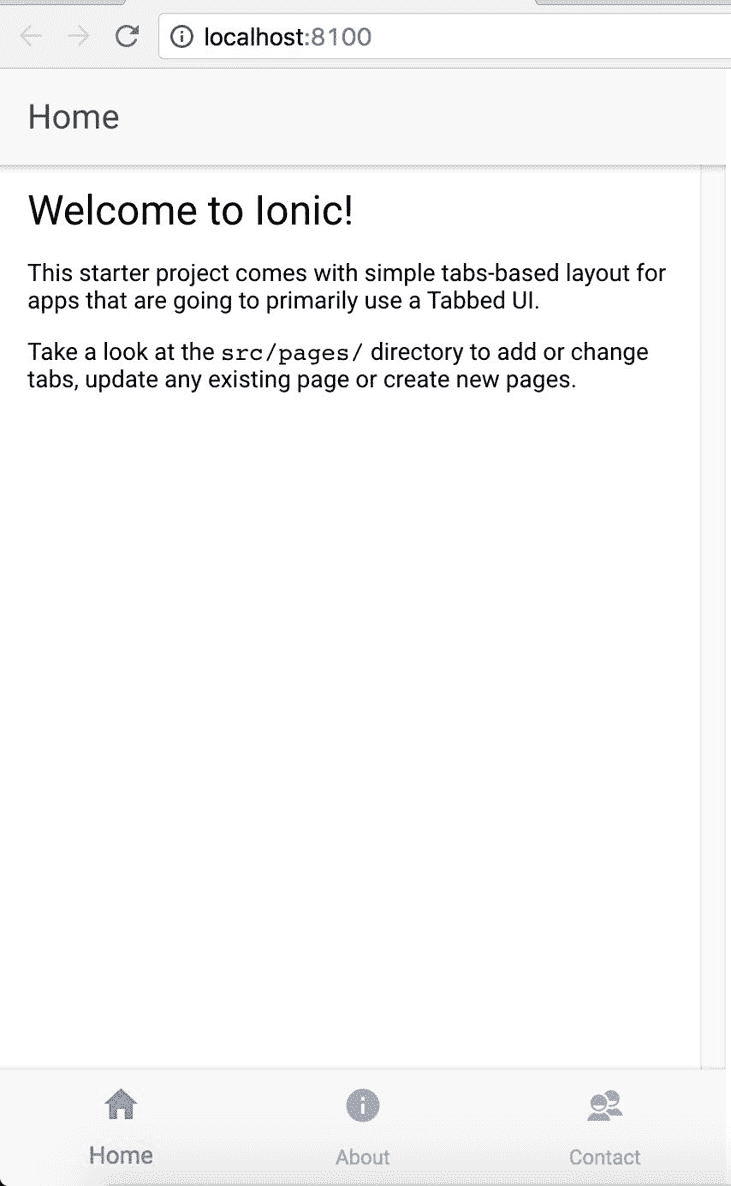 localhost:8100
Home
Welcome to Ionic!
This starter project comes with simple tabs-based layout for
apps that are going to primarily use a Tabbed UI.
Take a look at the src/pages/ directory to add or change
tabs, update any existing page or create new pages.
Home
About
Contact